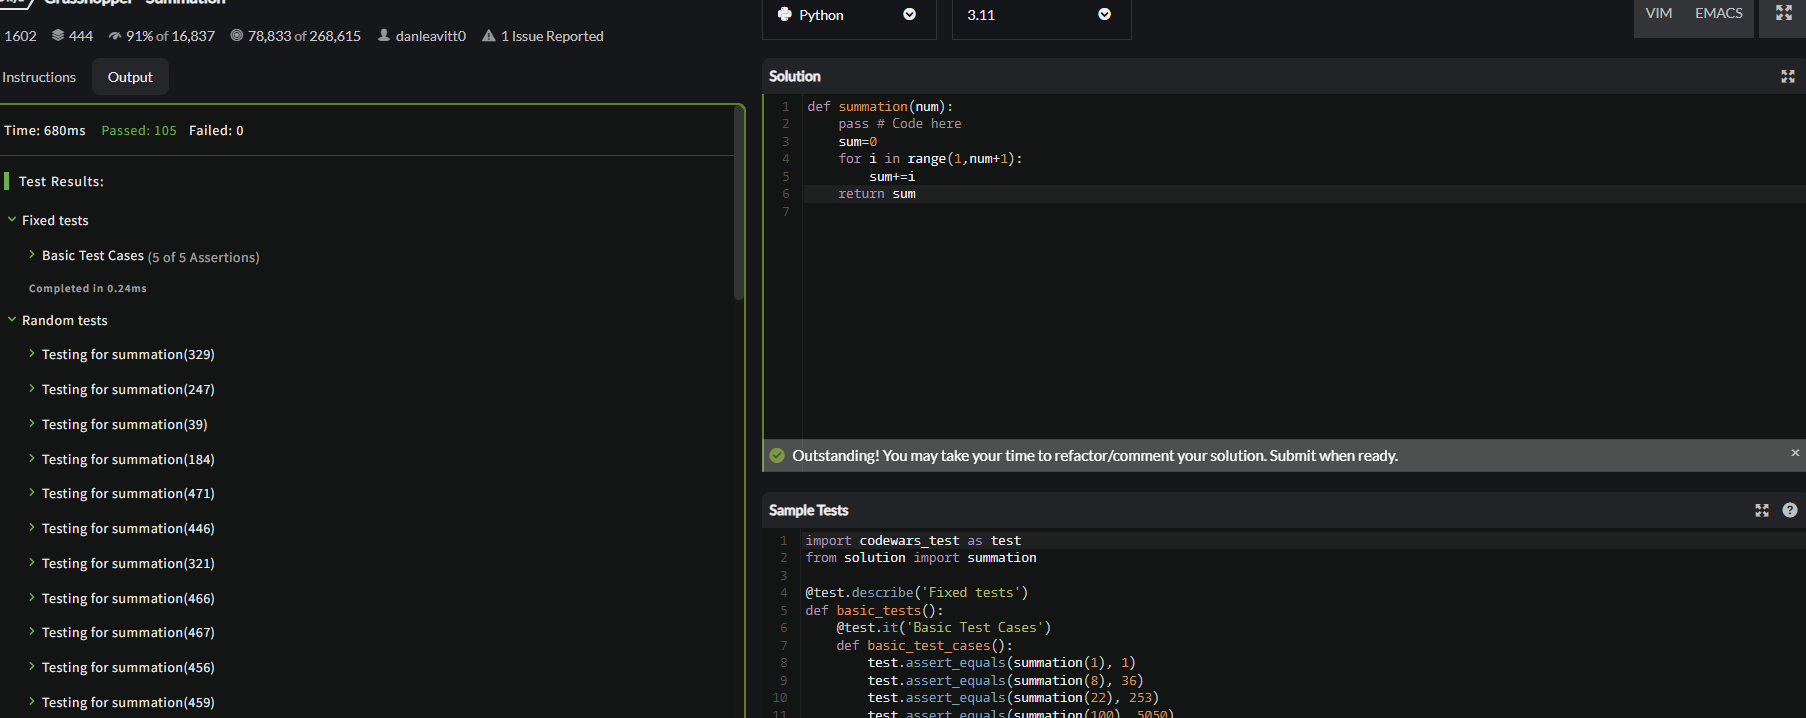 Grasshopper - Summation
1602 444 91% of 16,837 78,833 of 268,615 danleavitt0 1 Issue Reported
Instructions Output
Time: 680ms Passed: 105 Failed: 0
Test Results:
Fixed tests
Basic Test Cases (5 of 5 Assertions)
Completed in 0.24ms
Random tests
Testing for summation(329)
Testing for summation(247)
Testing for summation(39)
Testing for summation(184)
Testing for summation(471)
Testing for summation(446)
Testing for summation(321)
Testing for summation(466)
Testing for summation(467)
Testing for summation(456)
Testing for summation(459)
Python 3.11 VIM EMACS
Solution
1 def summation(num):
2     pass # Code here
3     sum=0
4     for i in range(1,num+1):
5         sum+=i
6     return sum
7
Outstanding! You may take your time to refactor/comment your solution. Submit when ready. ×
Sample Tests ?
1 import codewars_test as test
2 from solution import summation
3
4 @test.describe('Fixed tests')
5 def basic_tests():
6     @test.it('Basic Test Cases')
7     def basic_test_cases():
8         test.assert_equals(summation(1), 1)
9         test.assert_equals(summation(8), 36)
10         test.assert_equals(summation(22), 253)
11         test.assert_equals(summation(100), 5050)